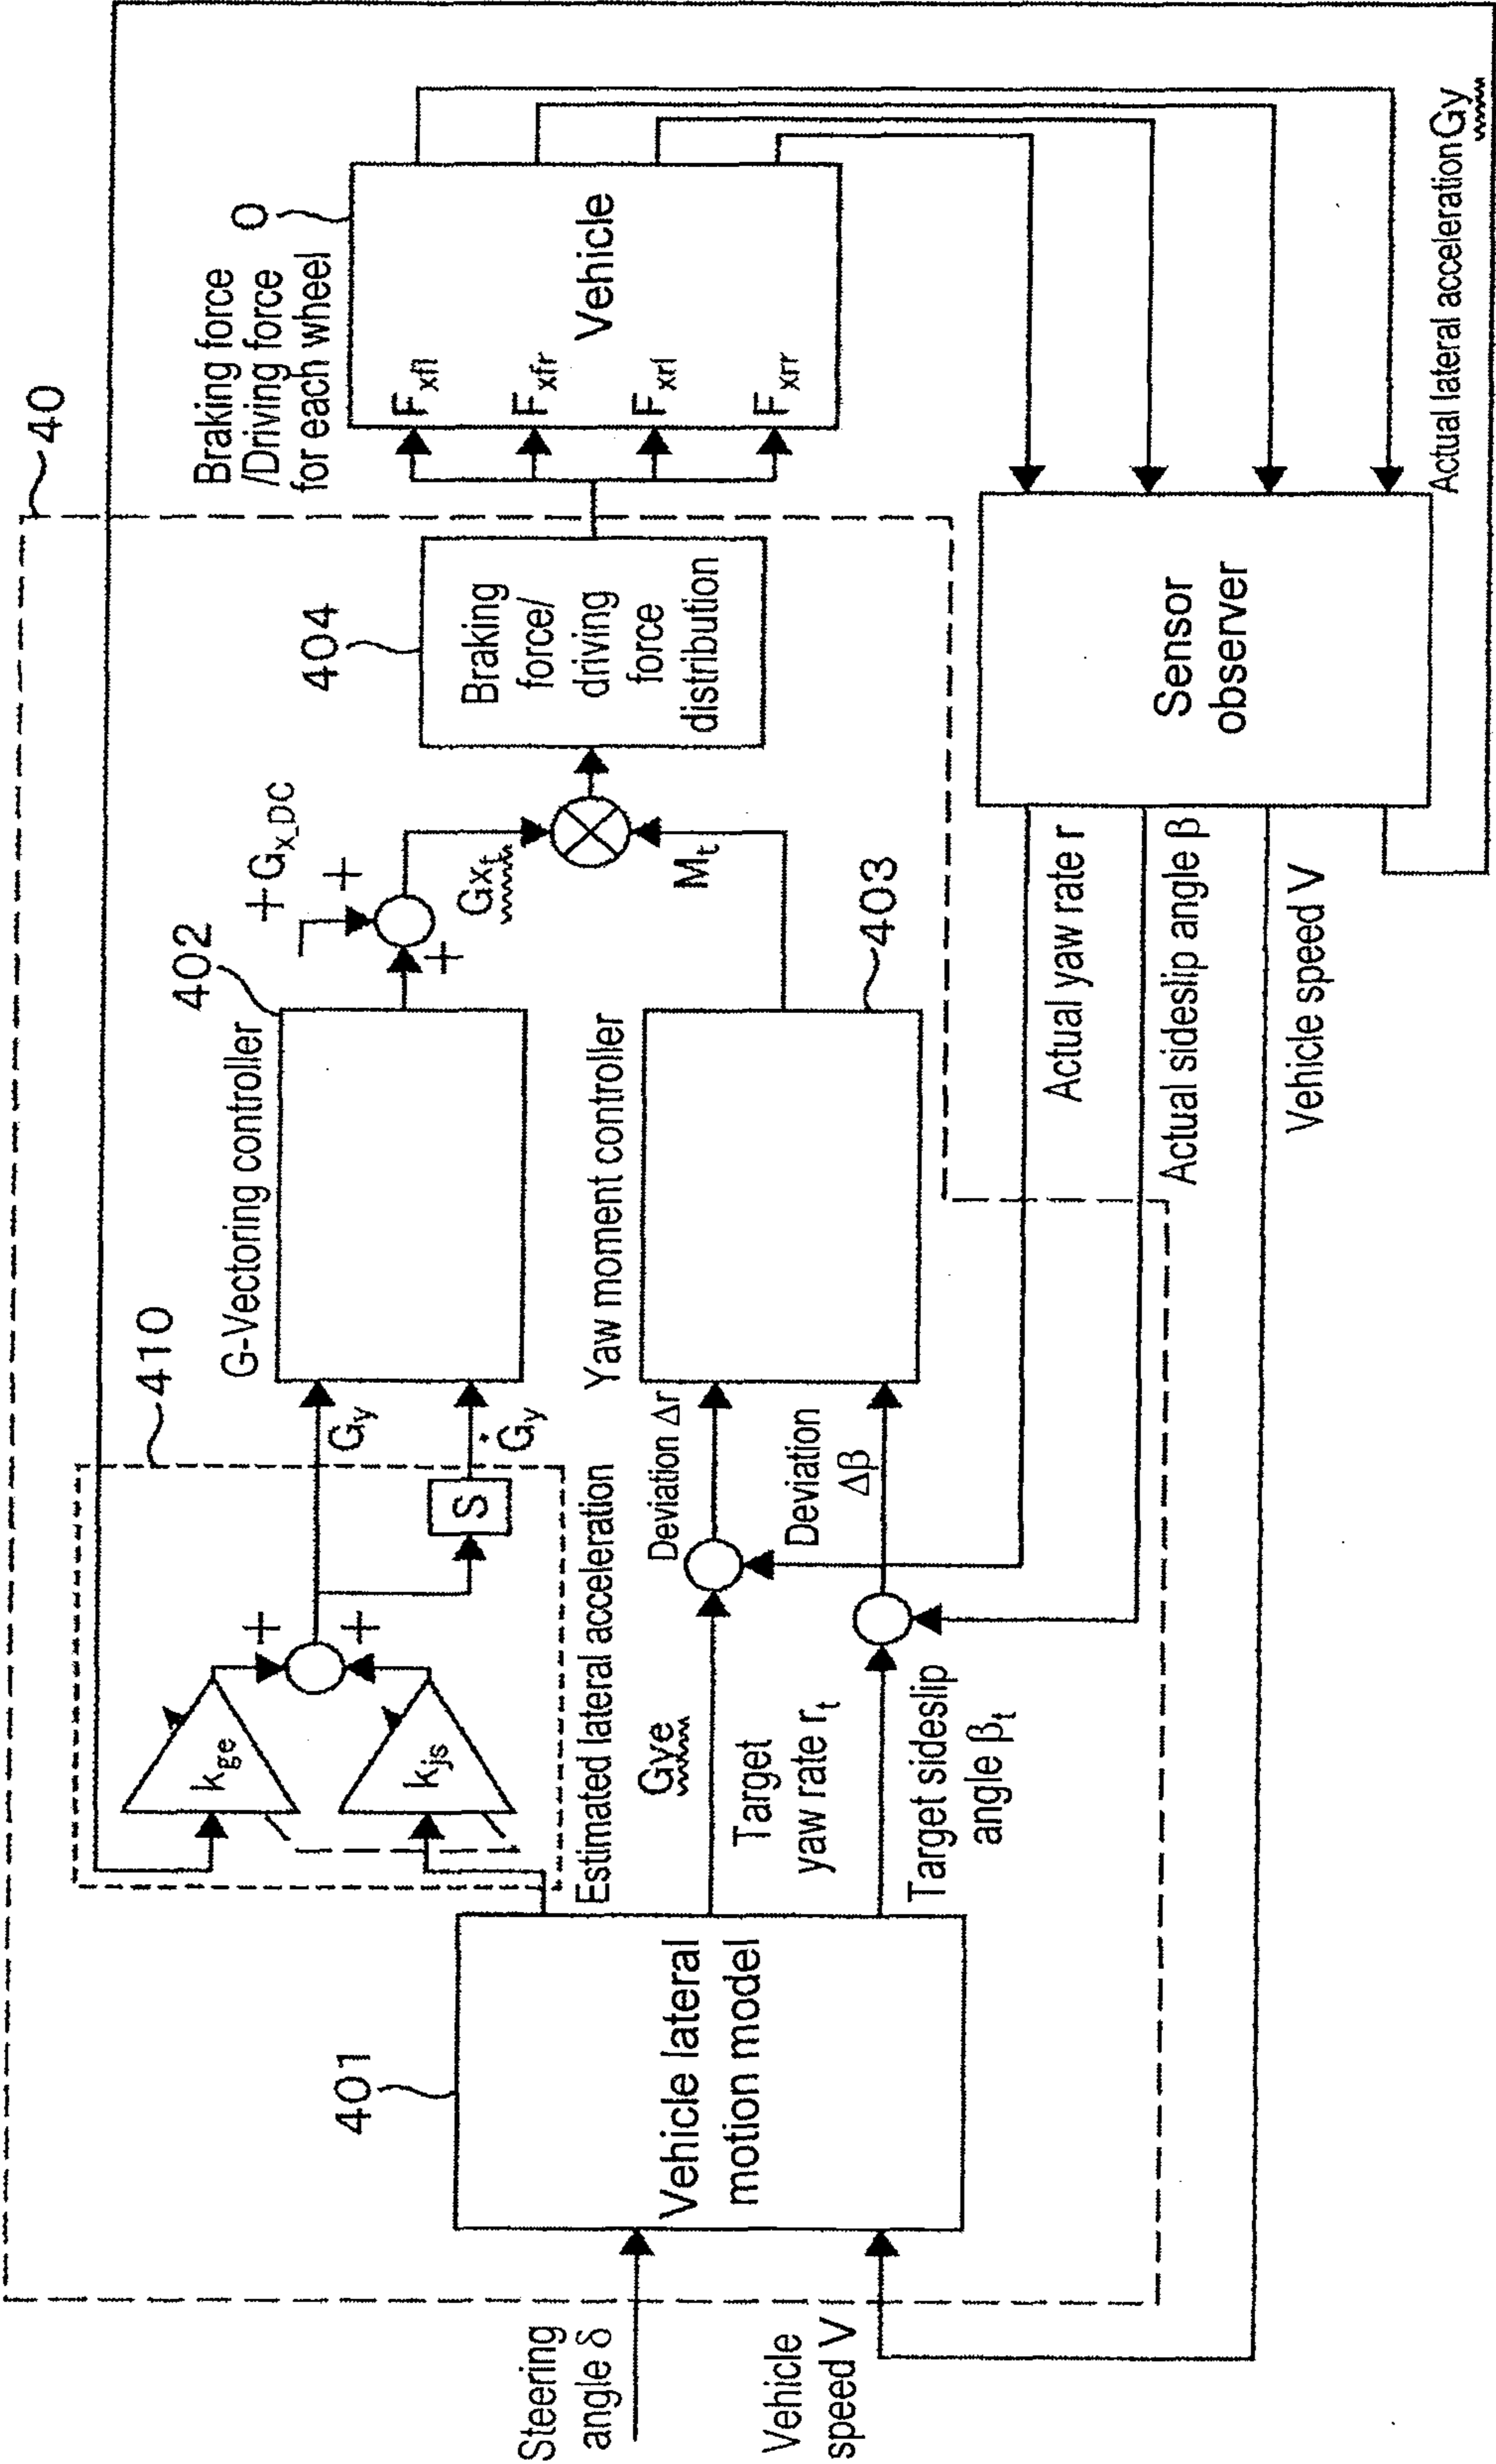 40
Braking force
/Driving force
for each wheel
0
Vehicle
Fxfl
Fxfr
Fxrl
Fxrr
404
Braking
force/
driving
force
distribution
+Gx_DC
+
+
Gxt
Mt
402
G-Vectoring controller
403
Yaw moment controller
410
Gy
Ġy
S
+
+
kge
kjs
Estimated lateral acceleration
Gye
Deviation Δr
Deviation
Δβ
Target
yaw rate rt
Target sideslip
angle βt
401
Vehicle lateral
motion model
Steering
angle δ
Vehicle
speed V
Sensor
observer
Actual yaw rate r
Actual sideslip angle β
Vehicle speed V
Actual lateral acceleration Gy